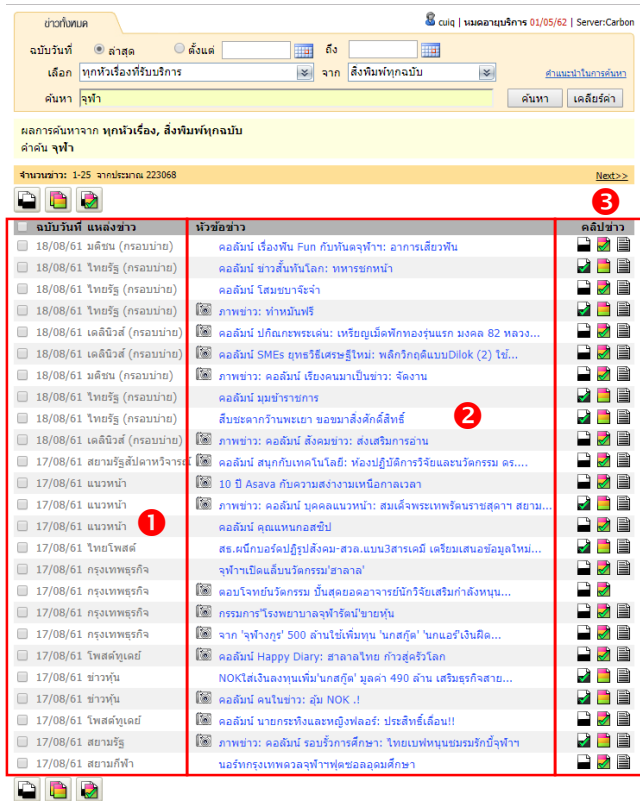 ข่าวทั้งหมด
cuiq | หมดอายุบริการ 01/05/62 | Server:Carbon
ฉบับวันที่ ล่าสุด ตั้งแต่ ถึง
เลือก ทุกหัวเรื่องที่รับบริการ จาก สิ่งพิมพ์ทุกฉบับ คำแนะนำในการค้นหา
ค้นหา จุฬา ค้นหา เคลียร์ค่า
ผลการค้นหาจาก ทุกหัวเรื่อง, สิ่งพิมพ์ทุกฉบับ
คำค้น จุฬา
จำนวนข่าว: 1-25 จากประมาณ 223068 Next>>
3
ฉบับวันที่ แหล่งข่าว หัวข้อข่าว คลิปข่าว
18/08/61 มติชน (กรอบบ่าย) คอลัมน์ เรื่องฟัน Fun กับทันตจุฬาฯ: อาการเสียวฟัน
18/08/61 ไทยรัฐ (กรอบบ่าย) คอลัมน์ ข่าวสั้นทันโลก: ทหารชกหน้า
18/08/61 ไทยรัฐ (กรอบบ่าย) คอลัมน์ โสมชบาจ๊ะจ๋า
18/08/61 ไทยรัฐ (กรอบบ่าย) ภาพข่าว: ทำหมันฟรี
18/08/61 เดลินิวส์ (กรอบบ่าย) คอลัมน์ ปกิณกะพระเด่น: เหรียญเม็ดฟักทองรุ่นแรก มงคล 82 หลวง...
18/08/61 เดลินิวส์ (กรอบบ่าย) คอลัมน์ SMEs ยุทธวิธีเศรษฐีใหม่: พลิกวิกฤติแบบDilok (2) ใช้...
18/08/61 มติชน (กรอบบ่าย) ภาพข่าว: คอลัมน์ เรียงคนมาเป็นข่าว: จัดงาน
18/08/61 ไทยรัฐ (กรอบบ่าย) คอลัมน์ มุมข้าราชการ
18/08/61 ไทยรัฐ (กรอบบ่าย) สืบชะตากว๊านพะเยา ขอขมาสิ่งศักดิ์สิทธิ์ 2
18/08/61 เดลินิวส์ (กรอบบ่าย) ภาพข่าว: คอลัมน์ สังคมข่าว: ส่งเสริมการอ่าน
17/08/61 สยามรัฐสัปดาหวิจารณ์ คอลัมน์ สนุกกับเทคโนโลยี: ห้องปฏิบัติการวิจัยและนวัตกรรม ดร....
17/08/61 แนวหน้า 10 ปี Asava กับความสง่างามเหนือกาลเวลา
17/08/61 แนวหน้า ภาพข่าว: คอลัมน์ บุคคลแนวหน้า: สมเด็จพระเทพรัตนราชสุดาฯ สยาม...
17/08/61 แนวหน้า 1 คอลัมน์ คุณแหนกอสซิป
17/08/61 ไทยโพสต์ สธ.ผนึกบอร์ดปฏิรูปสังคม-สวล.แบน3สารเคมี เตรียมเสนอข้อมูลใหม่...
17/08/61 กรุงเทพธุรกิจ จุฬาฯเปิดแล็บนวัตกรรม'ฮาลาล'
17/08/61 กรุงเทพธุรกิจ ตอบโจทย์นวัตกรรม ปั้นสุดยอดอาจารย์นักวิจัยเสริมกำลังหนุน...
17/08/61 กรุงเทพธุรกิจ กรรมการ'โรงพยาบาลจุฬารัตน์'ขายหุ้น
17/08/61 กรุงเทพธุรกิจ จาก 'จุฬางกูร' 500 ล้านใช้เพิ่มทุน 'นกสกู๊ต' 'นกแอร์'เงินฝืด...
17/08/61 โพสต์ทูเดย์ คอลัมน์ Happy Diary: ฮาลาลไทย ก้าวสู่ครัวโลก
17/08/61 ข่าวหุ้น NOKใส่เงินลงทุนเพิ่ม'นกสกู๊ต' มูลค่า 490 ล้าน เสริมธุรกิจสาย...
17/08/61 ข่าวหุ้น คอลัมน์ คนในข่าว: อุ้ม NOK .!
17/08/61 โพสต์ทูเดย์ คอลัมน์ นายกระทิงและหญิงฟลอร์: ประสิทธิ์เลื่อน!!
17/08/61 สยามรัฐ ภาพข่าว: คอลัมน์ รอบรั้วการศึกษา: ไทยเบฟหนุนชมรมรักบี้จุฬาฯ
17/08/61 สยามกีฬา นอร์ทกรุงเทพดวลจุฬาฯฟุตซอลอุดมศึกษา